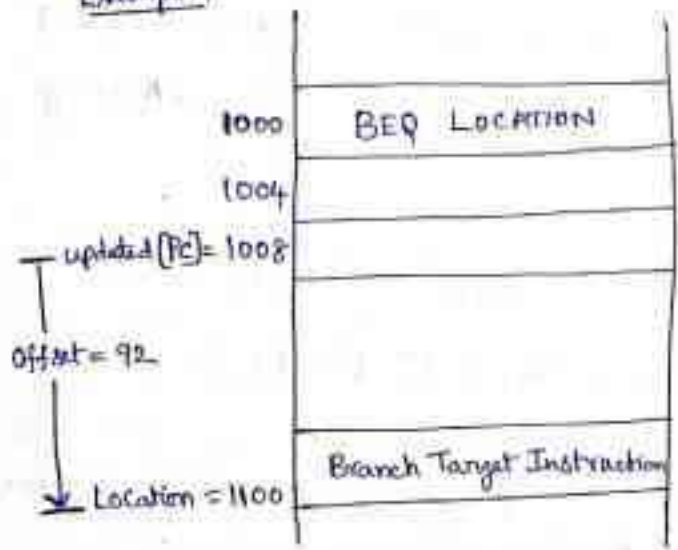 1000 BEQ LOCATION
1004
updated [PC]= 1008
Offset = 92
Branch Target Instruction
Location = 1100